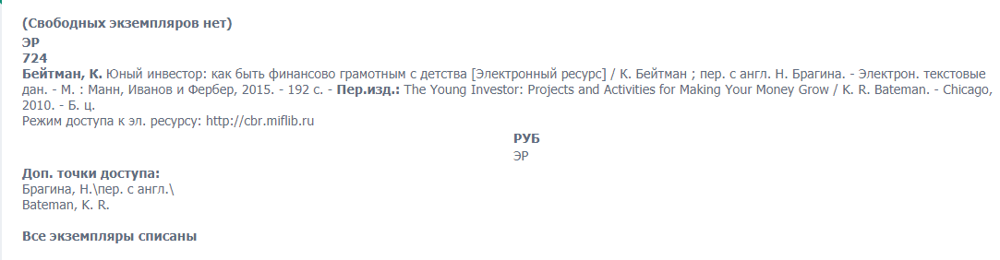 (Свободных экземпляров нет)
ЭР
724
Бейтман, К. Юный инвестор: как быть финансово грамотным с детства [Электронный ресурс] / К. Бейтман ; пер. с англ. Н. Брагина. - Электрон. текстовые
дан. - М. : Манн, Иванов и Фербер, 2015. - 192 с. - Пер.изд.: The Young Investor: Projects and Activities for Making Your Money Grow / K. R. Bateman. - Chicago,
2010. - Б. ц.
Режим доступа к эл. ресурсу: http://cbr.miflib.ru
РУБ
ЭР
Доп. точки доступа:
Брагина, Н.\пер. с англ.\
Bateman, K. R.
Все экземпляры списаны